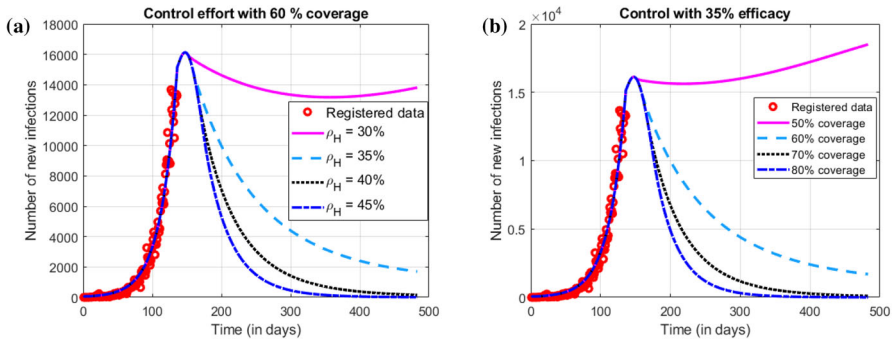 (a)
Control effort with 60 % coverage
18000
16000
14000
12000
10000
8000
6000
4000
2000
0
Number of new infections
Registered data
ρH = 30%
ρH = 35%
ρH = 40%
ρH = 45%
0 100 200 300 400 500
Time (in days)
(b)
Control with 35% efficacy
2 ×10⁴
1.5
1
0.5
0
Number of new infections
Registered data
50% coverage
60% coverage
70% coverage
80% coverage
0 100 200 300 400 500
Time (in days)